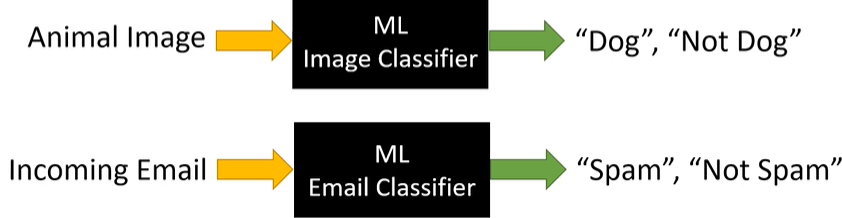 Animal Image
ML
Image Classifier
“Dog”, “Not Dog”
Incoming Email
ML
Email Classifier
“Spam”, “Not Spam”